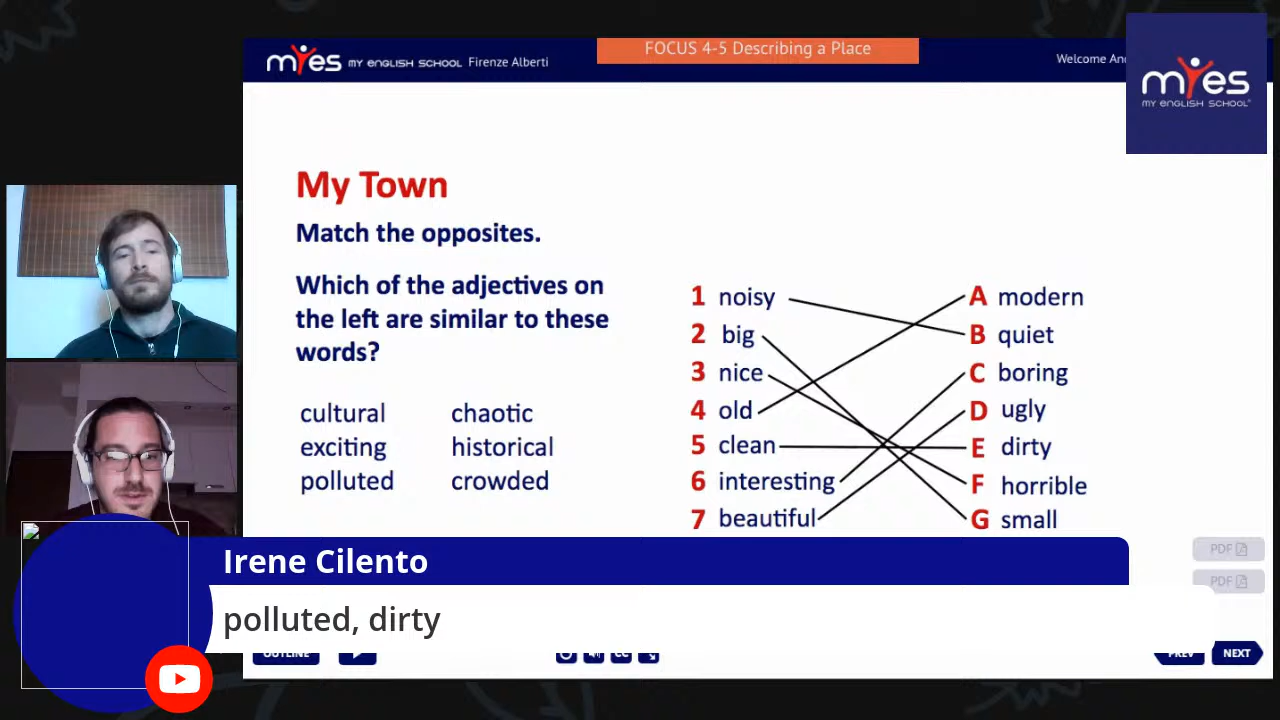 myes MY ENGLISH SCHOOL Firenze Alberti
FOCUS 4-5 Describing a Place
Welcome
myes
MY ENGLISH SCHOOL
My Town
Match the opposites.
Which of the adjectives on
the left are similar to these
words?
cultural chaotic
exciting historical
polluted crowded
1 noisy
2 big
3 nice
4 old
5 clean
6 interesting
7 beautiful
A modern
B quiet
C boring
D ugly
E dirty
F horrible
G small
PDF
PDF
Irene Cilento
polluted, dirty
OUTLINE
CC
PREV
NEXT